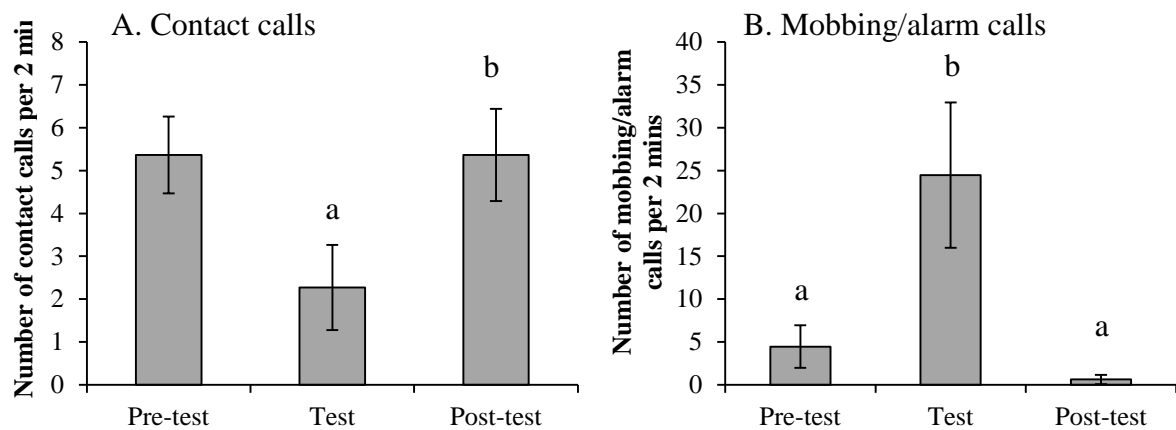 A. Contact calls
Number of contact calls per 2
8
7
6
5
4
3
2
1
0
a
b
Pre-test
Test
Post-test
B. Mobbing/alarm calls
Number of mobbing/alarm
calls per 2 mins
40
35
30
25
20
15
10
5
0
a
b
a
Pre-test
Test
Post-test